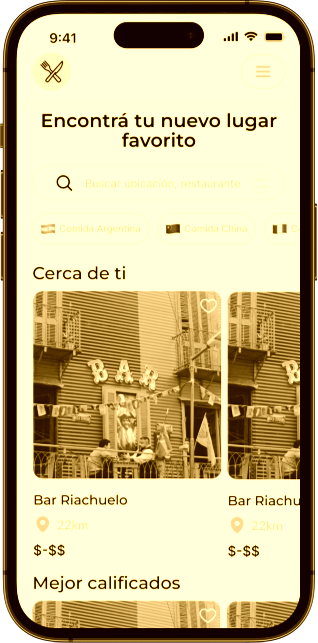 9:41
Encontrá tu nuevo lugar
favorito
Buscar ubicación, restaurante
Comida Argentina
Comida China
Cerca de ti
BAR
Bar Riachuelo
Bar Riachu
22km
22km
$-$$
$-$$
Mejor calificados